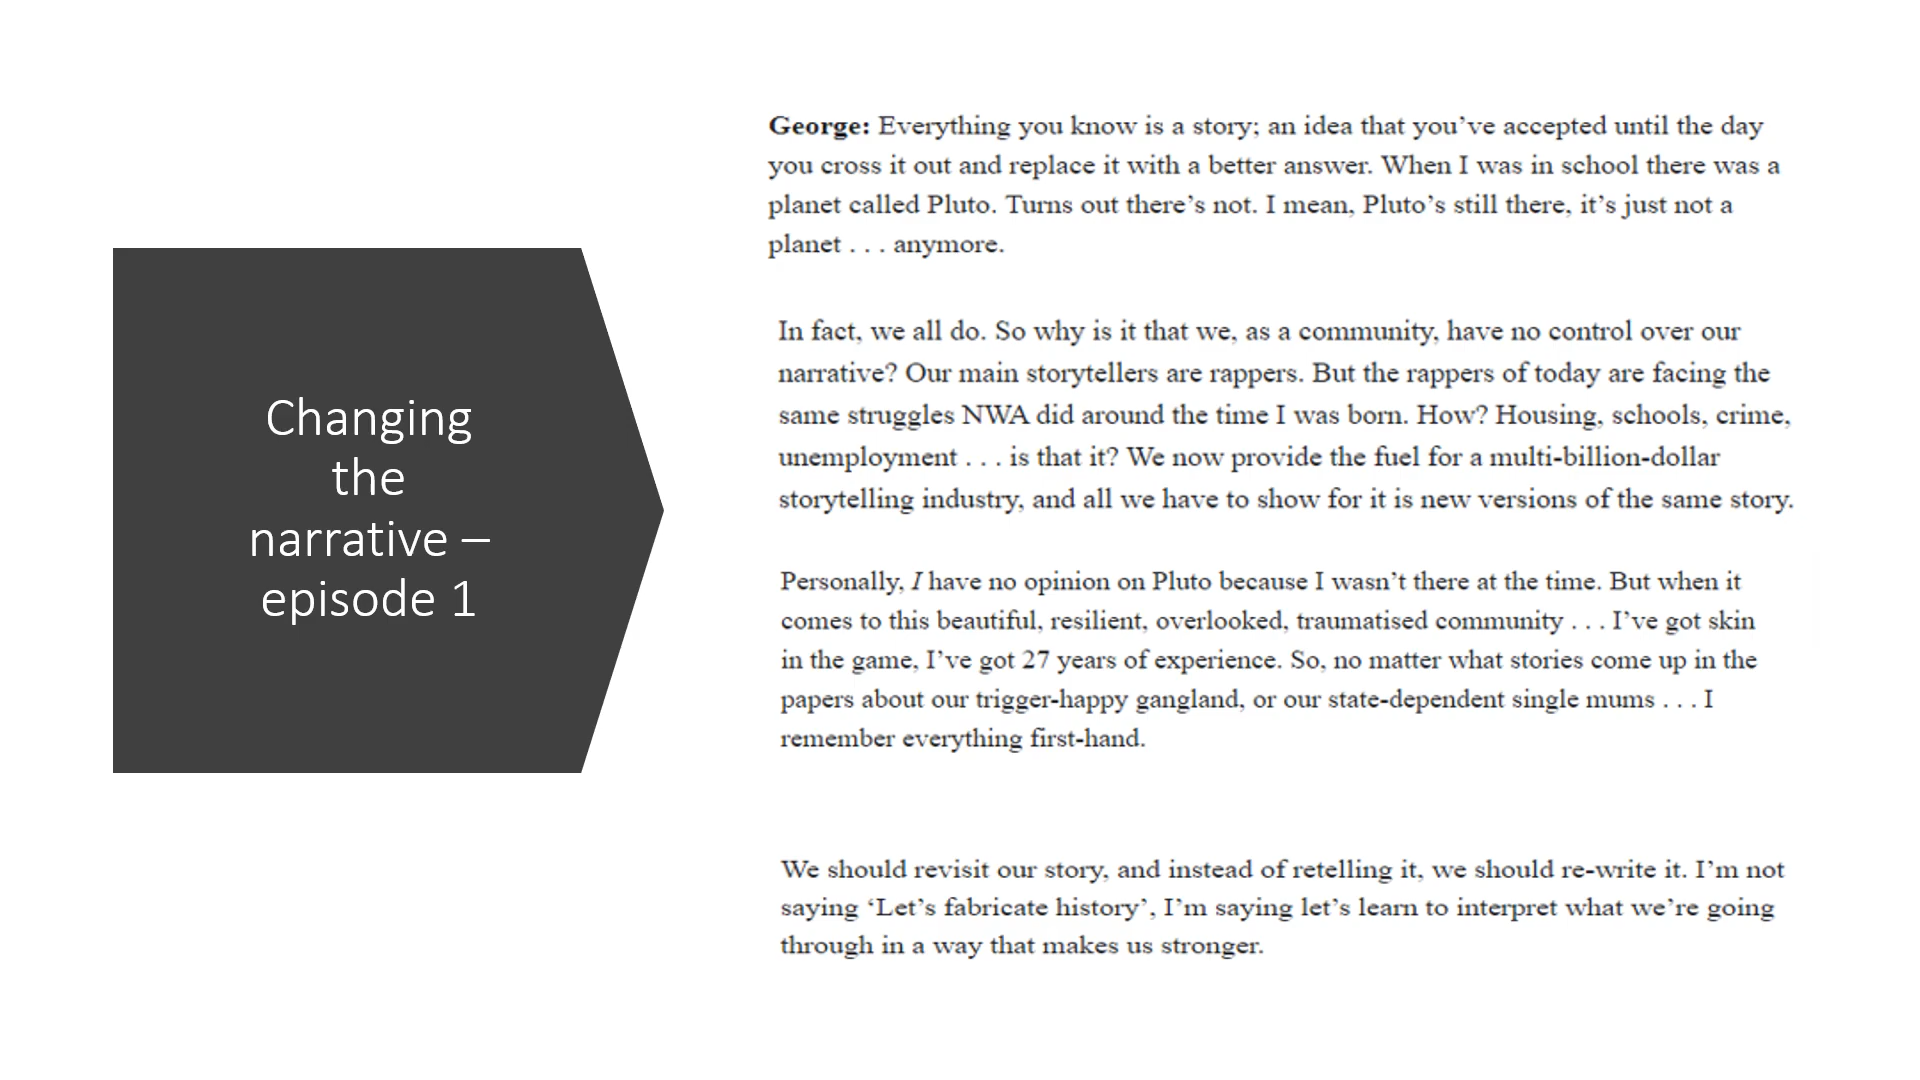 Changing
the
narrative –
episode 1
George: Everything you know is a story; an idea that you’ve accepted until the day
you cross it out and replace it with a better answer. When I was in school there was a
planet called Pluto. Turns out there’s not. I mean, Pluto’s still there, it’s just not a
planet . . . anymore.
In fact, we all do. So why is it that we, as a community, have no control over our
narrative? Our main storytellers are rappers. But the rappers of today are facing the
same struggles NWA did around the time I was born. How? Housing, schools, crime,
unemployment . . . is that it? We now provide the fuel for a multi-billion-dollar
storytelling industry, and all we have to show for it is new versions of the same story.
Personally, I have no opinion on Pluto because I wasn’t there at the time. But when it
comes to this beautiful, resilient, overlooked, traumatised community . . . I’ve got skin
in the game, I’ve got 27 years of experience. So, no matter what stories come up in the
papers about our trigger-happy gangland, or our state-dependent single mums . . . I
remember everything first-hand.
We should revisit our story, and instead of retelling it, we should re-write it. I’m not
saying ‘Let’s fabricate history’, I’m saying let’s learn to interpret what we’re going
through in a way that makes us stronger.